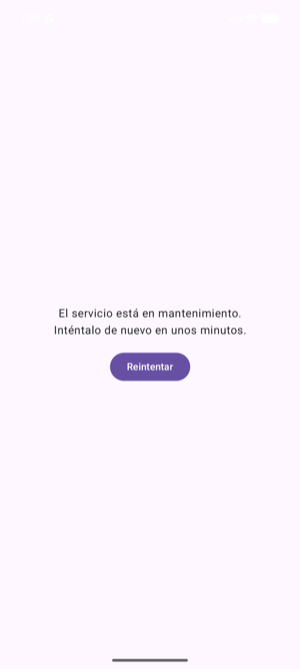 El servicio está en mantenimiento.
Inténtalo de nuevo en unos minutos.
Reintentar